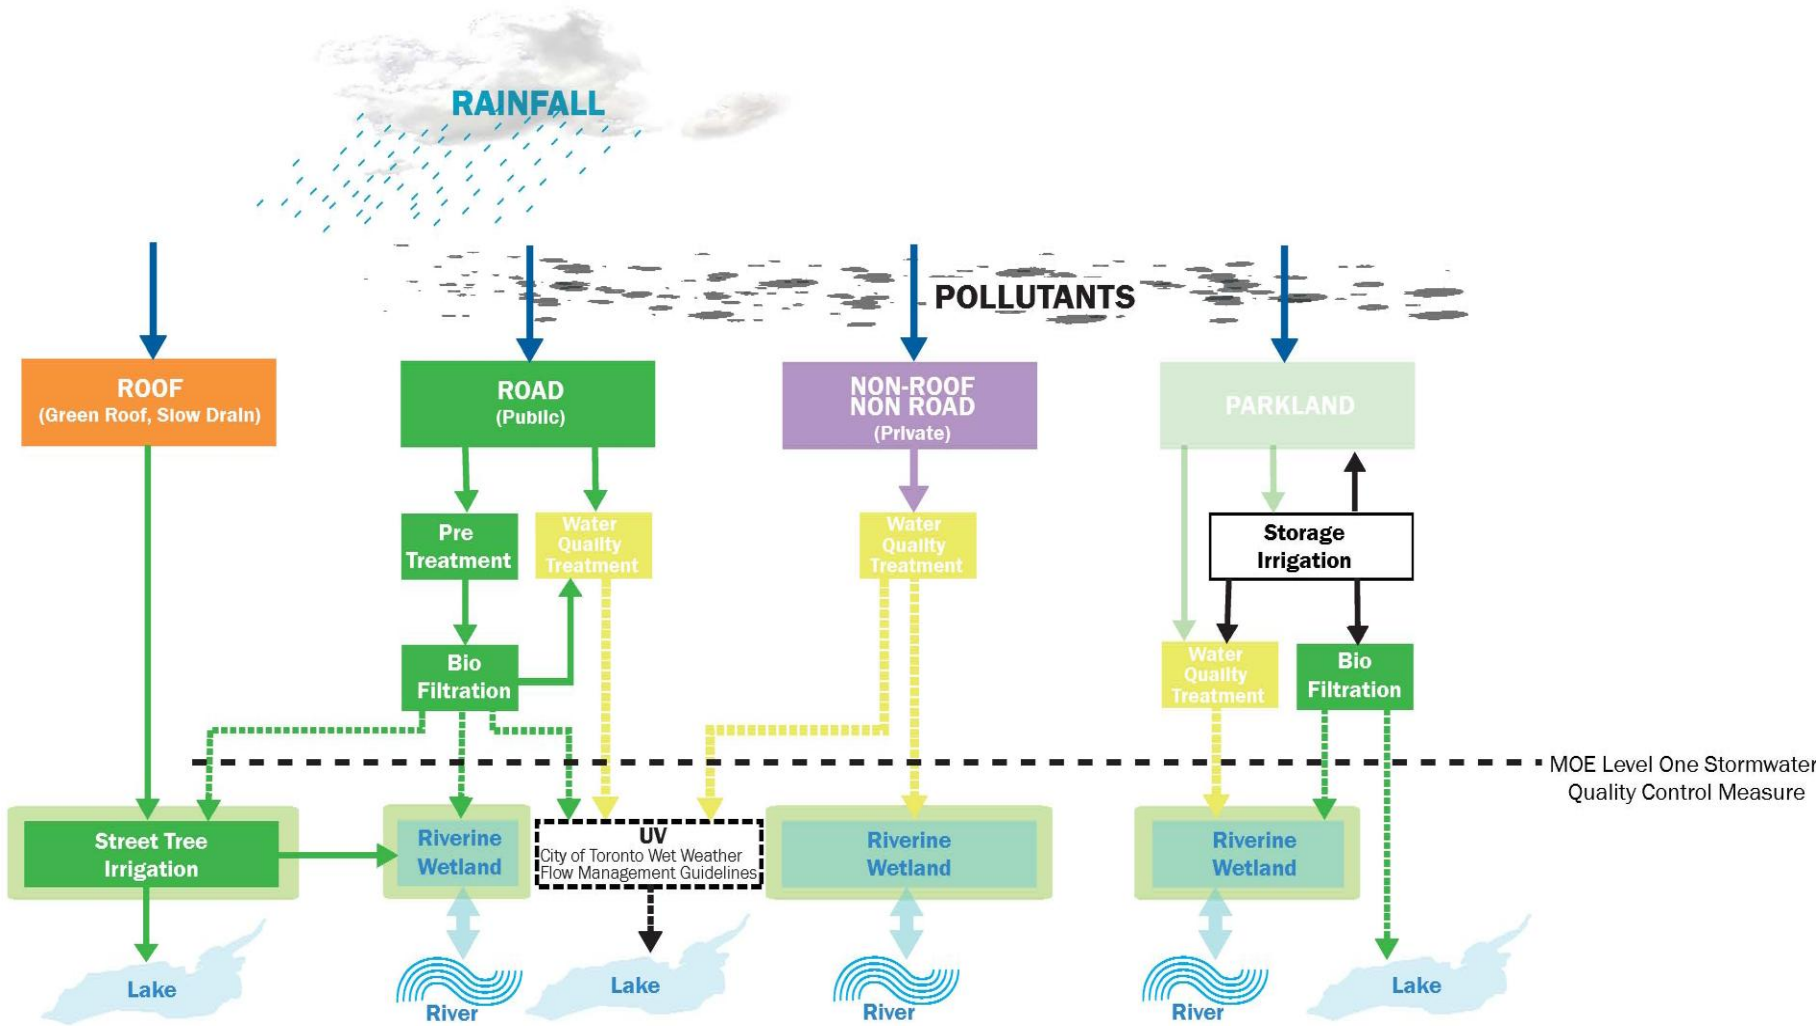 RAINFALL
POLLUTANTS
ROOF
(Green Roof, Slow Drain)
ROAD
(Public)
NON-ROOF
NON ROAD
(Private)
PARKLAND
Pre
Treatment
Water
Quality
Treatment
Water
Quality
Treatment
Storage
Irrigation
Bio
Filtration
Water
Quality
Treatment
Bio
Filtration
MOE Level One Stormwater
Quality Control Measure
Street Tree
Irrigation
Riverine
Wetland
UV
City of Toronto Wet Weather
Flow Management Guidelines
Riverine
Wetland
Riverine
Wetland
Lake
River
Lake
River
River
Lake